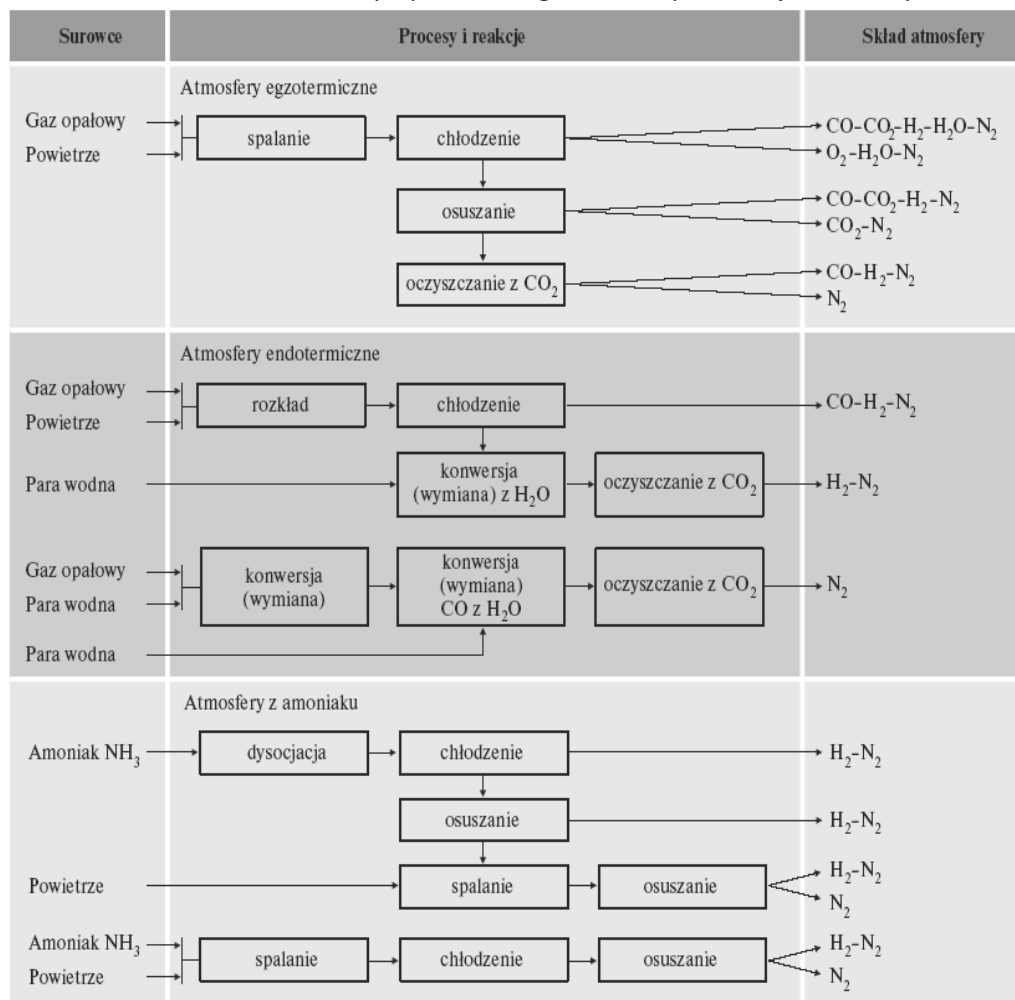 Surowce
Procesy i reakcje
Skład atmosfery
Atmosfery egzotermiczne
Gaz opałowy
Powietrze
spalanie
chłodzenie
CO-CO₂-H₂-H₂O-N₂
O₂-H₂O-N₂
osuszanie
CO-CO₂-H₂-N₂
CO₂-N₂
oczyszczanie z CO₂
CO-H₂-N₂
N₂
Atmosfery endotermiczne
Gaz opałowy
Powietrze
rozkład
chłodzenie
CO-H₂-N₂
Para wodna
konwersja
(wymiana) z H₂O
oczyszczanie z CO₂
H₂-N₂
Gaz opałowy
Para wodna
konwersja
(wymiana)
konwersja
(wymiana)
CO z H₂O
oczyszczanie z CO₂
N₂
Para wodna
Atmosfery z amoniaku
Amoniak NH₃
dysocjacja
chłodzenie
H₂-N₂
osuszanie
H₂-N₂
Powietrze
spalanie
osuszanie
H₂-N₂
N₂
Amoniak NH₃
Powietrze
spalanie
chłodzenie
osuszanie
H₂-N₂
N₂